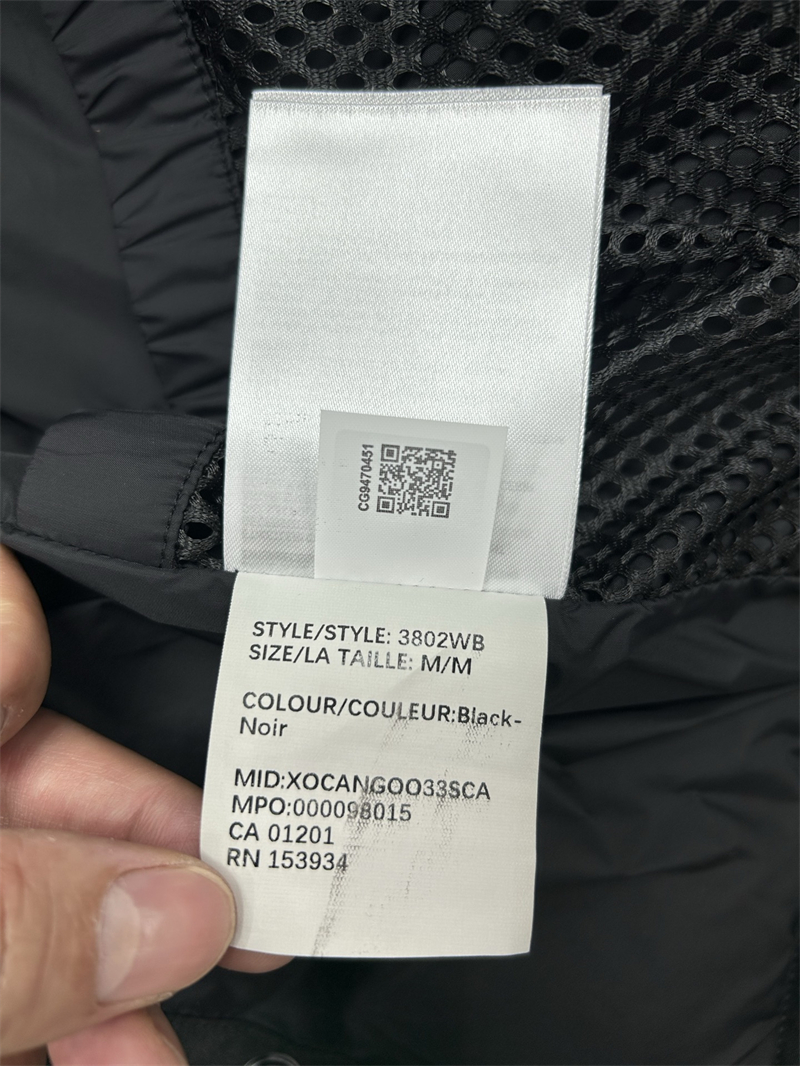 CG9470451
STYLE/STYLE: 3802WB
SIZE/LA TAILLE: M/M
COLOUR/COULEUR:Black-
Noir
MID:XOCANGOO33SCA
MPO:000098015
CA 01201
RN 153934